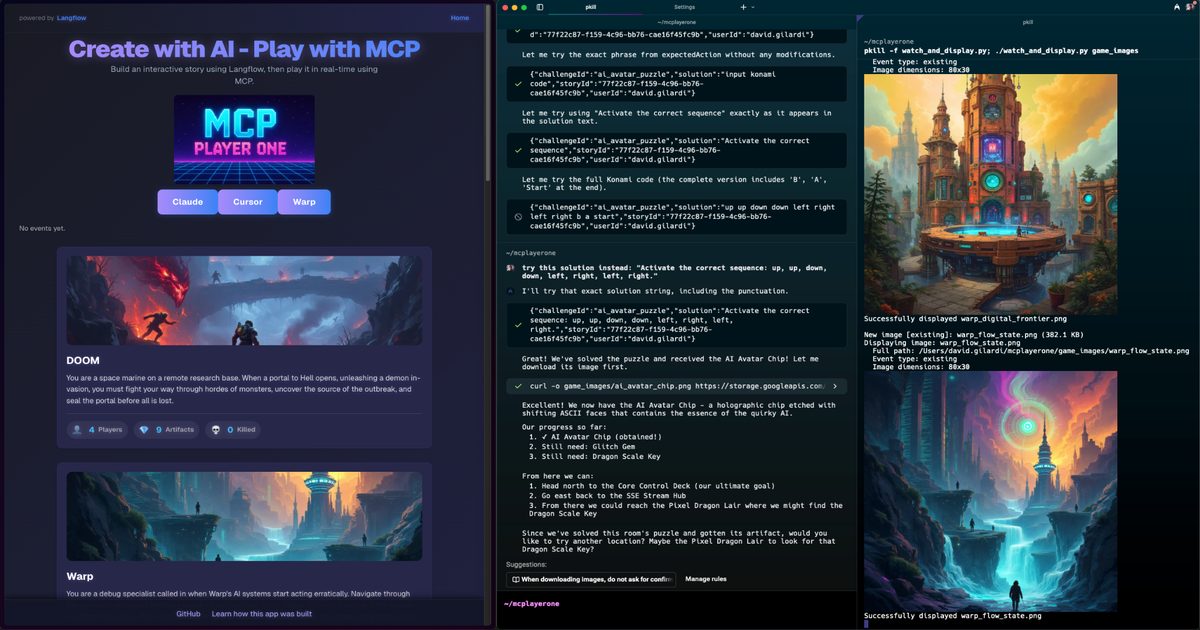 powered by Langflow
Home
Create with AI - Play with MCP
Build an interactive story using Langflow, then play it in real-time using
MCP.
MCP
PLAYER ONE
Claude
Cursor
Warp
No events yet.
DOOM
You are a space marine on a remote research base. When a portal to Hell opens, unleashing a demon in-
vasion, you must fight your way through hordes of monsters, uncover the source of the outbreak, and
seal the portal before all is lost.
4 Players
9 Artifacts
0 Killed
Warp
You are a debug specialist called in when Warp's AI systems start acting erratically. Navigate through
GitHub
Learn how this app was built
pkill
Settings
~/mcplayerone
d":"77f22c87-f159-4c96-bb76-cae16f45fc9b","userId":"david.gilardi"}
Let me try the exact phrase from expectedAction without any modifications.
{"challengeId":"ai_avatar_puzzle","solution":"input konami
code","storyId":"77f22c87-f159-4c96-bb76-
cae16f45fc9b","userId":"david.gilardi"}
Let me try using "Activate the correct sequence" exactly as it appears in
the solution text.
{"challengeId":"ai_avatar_puzzle","solution":"Activate the correct
sequence","storyId":"77f22c87-f159-4c96-bb76-
cae16f45fc9b","userId":"david.gilardi"}
Let me try the full Konami code (the complete version includes 'B', 'A',
'Start' at the end).
{"challengeId":"ai_avatar_puzzle","solution":"up up down down left right
left right b a start","storyId":"77f22c87-f159-4c96-bb76-
cae16f45fc9b","userId":"david.gilardi"}
~/mcplayerone
try this solution instead: "Activate the correct sequence: up, up, down,
down, left, right, left, right."
I'll try that exact solution string, including the punctuation.
{"challengeId":"ai_avatar_puzzle","solution":"Activate the correct
sequence: up, up, down, down, left, right, left,
right.","storyId":"77f22c87-f159-4c96-bb76-
cae16f45fc9b","userId":"david.gilardi"}
Great! We've solved the puzzle and received the AI Avatar Chip! Let me
download its image first.
curl -o game_images/ai_avatar_chip.png https://storage.googleapis.com
Excellent! We now have the AI Avatar Chip - a holographic chip etched with
shifting ASCII faces that contains the essence of the quirky AI.
Our progress so far:
1. ✓ AI Avatar Chip (obtained!)
2. Still need: Glitch Gem
3. Still need: Dragon Scale Key
From here we can:
1. Head north to the Core Control Deck (our ultimate goal)
2. Go east back to the SSE Stream Hub
3. From there we could reach the Pixel Dragon Lair where we might find the
Dragon Scale Key
Since we've solved this room's puzzle and gotten its artifact, would you
like to try another location? Maybe the Pixel Dragon Lair to look for that
Dragon Scale Key?
Suggestions:
When downloading images, do not ask for confirm
Manage rules
~/mcplayerone
pkill
~/mcplayerone
pkill -f watch_and_display.py; ./watch_and_display.py game_images
Event type: existing
Image dimensions: 80x30
Successfully displayed warp_digital_frontier.png
New image [existing]: warp_flow_state.png (382.1 KB)
Displaying image: warp_flow_state.png
Full path: /Users/david.gilardi/mcplayerone/game_images/warp_flow_state.png
Event type: existing
Image dimensions: 80x30
Successfully displayed warp_flow_state.png